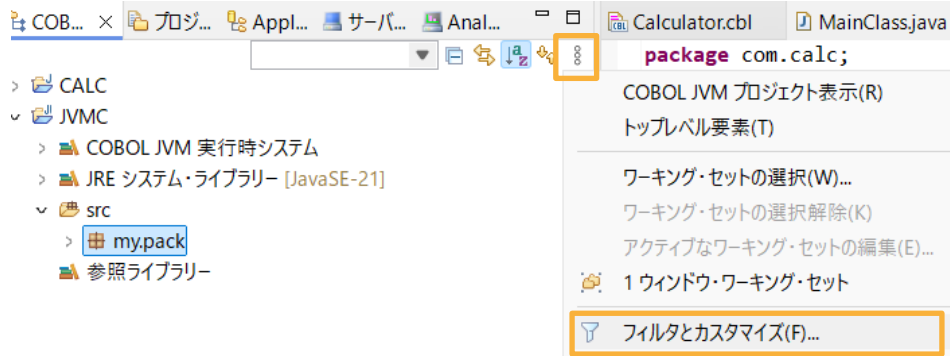 COB... プロジ... Appl... サーバ... Anal...
Calculator.cbl MainClass.java
package com.calc;
CALC
JVMC
COBOL JVM 実行時システム
JRE システム・ライブラリー [JavaSE-21]
src
my.pack
参照ライブラリー
COBOL JVM プロジェクト表示(R)
トップレベル要素(T)
ワーキング・セットの選択(W)...
ワーキング・セットの選択解除(K)
アクティブなワーキング・セットの編集(E)...
1 ウィンドウ・ワーキング・セット
フィルタとカスタマイズ(F)...